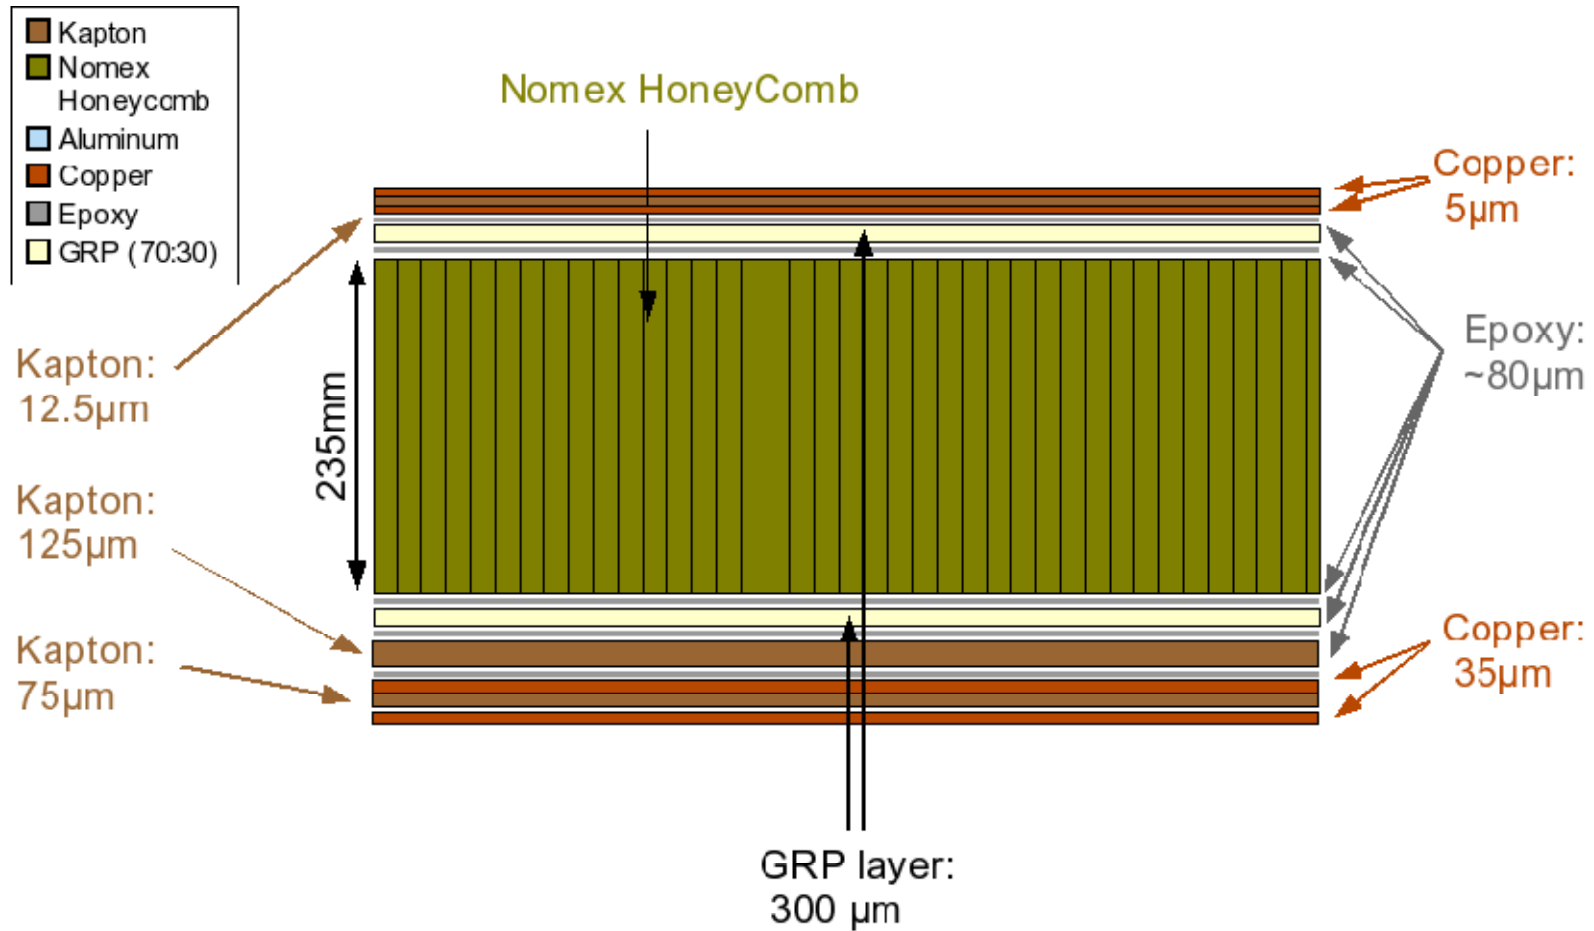 Kapton
Nomex
Honeycomb
Aluminum
Copper
Epoxy
GRP (70:30)
Nomex HoneyComb
Copper:
5µm
Kapton:
12.5µm
235mm
Epoxy:
~80µm
Kapton:
125µm
Kapton:
75µm
Copper:
35µm
GRP layer:
300 µm